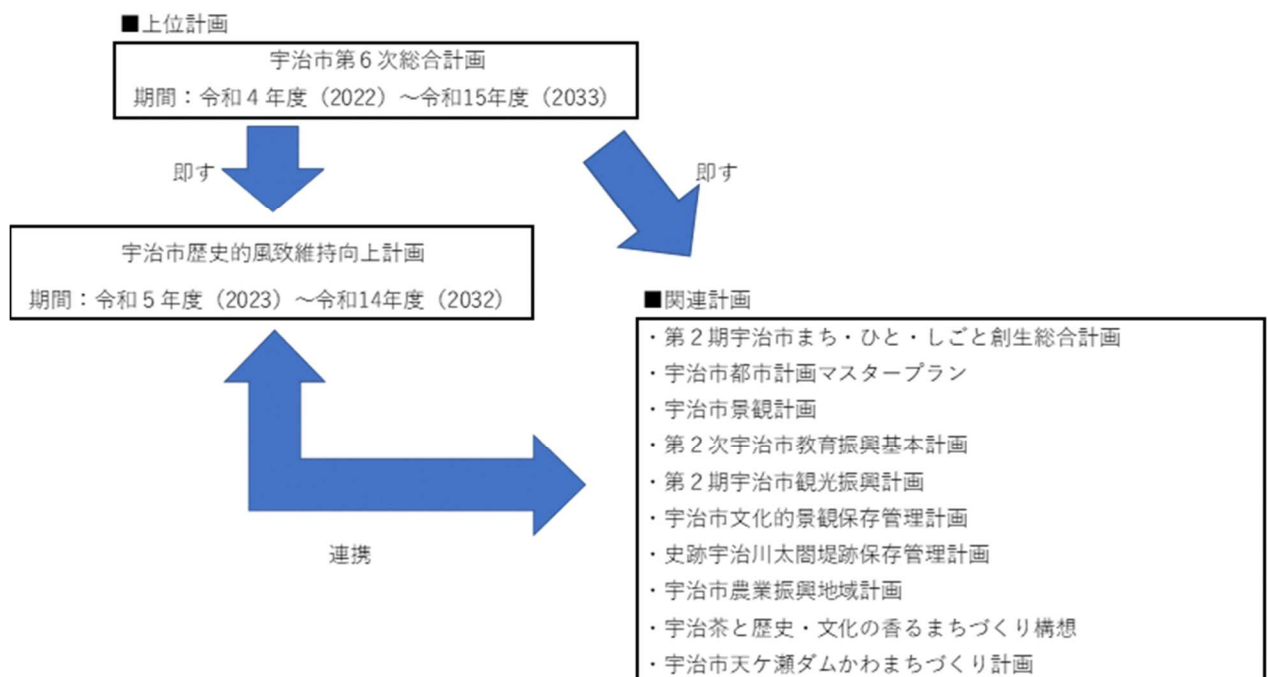 ■上位計画
宇治市第6次総合計画
期間：令和4年度（2022）～令和15年度（2033）
即す
即す
宇治市歴史的風致維持向上計画
期間：令和5年度（2023）～令和14年度（2032）
■関連計画
・第2期宇治市まち・ひと・しごと創生総合計画
・宇治市都市計画マスタープラン
・宇治市景観計画
・第2次宇治市教育振興基本計画
・第2期宇治市観光振興計画
・宇治市文化的景観保存管理計画
・史跡宇治川太閤堤跡保存管理計画
・宇治市農業振興地域計画
・宇治茶と歴史・文化の香るまちづくり構想
・宇治市天ケ瀬ダムかわまちづくり計画
連携